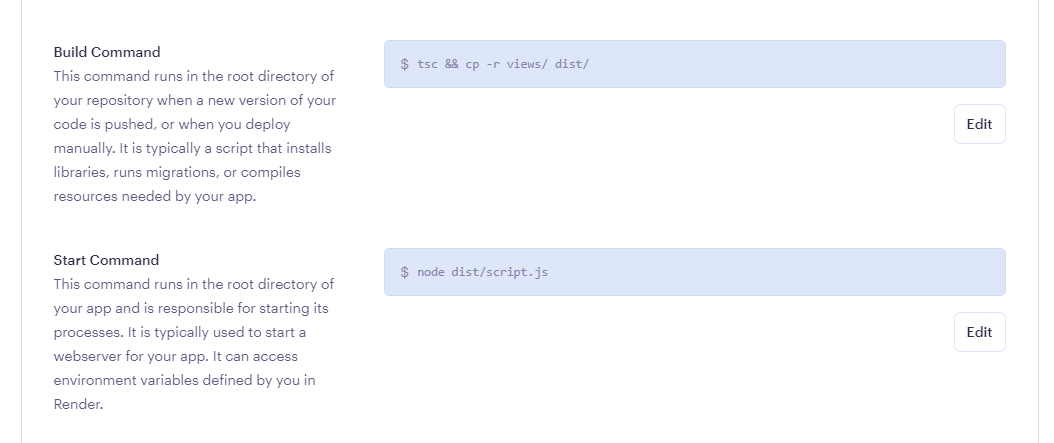 Build Command
This command runs in the root directory of
your repository when a new version of your
code is pushed, or when you deploy
manually. It is typically a script that installs
libraries, runs migrations, or compiles
resources needed by your app.
$ tsc && cp -r views/ dist/
Edit
Start Command
This command runs in the root directory of
your app and is responsible for starting its
processes. It is typically used to start a
webserver for your app. It can access
environment variables defined by you in
Render.
$ node dist/script.js
Edit